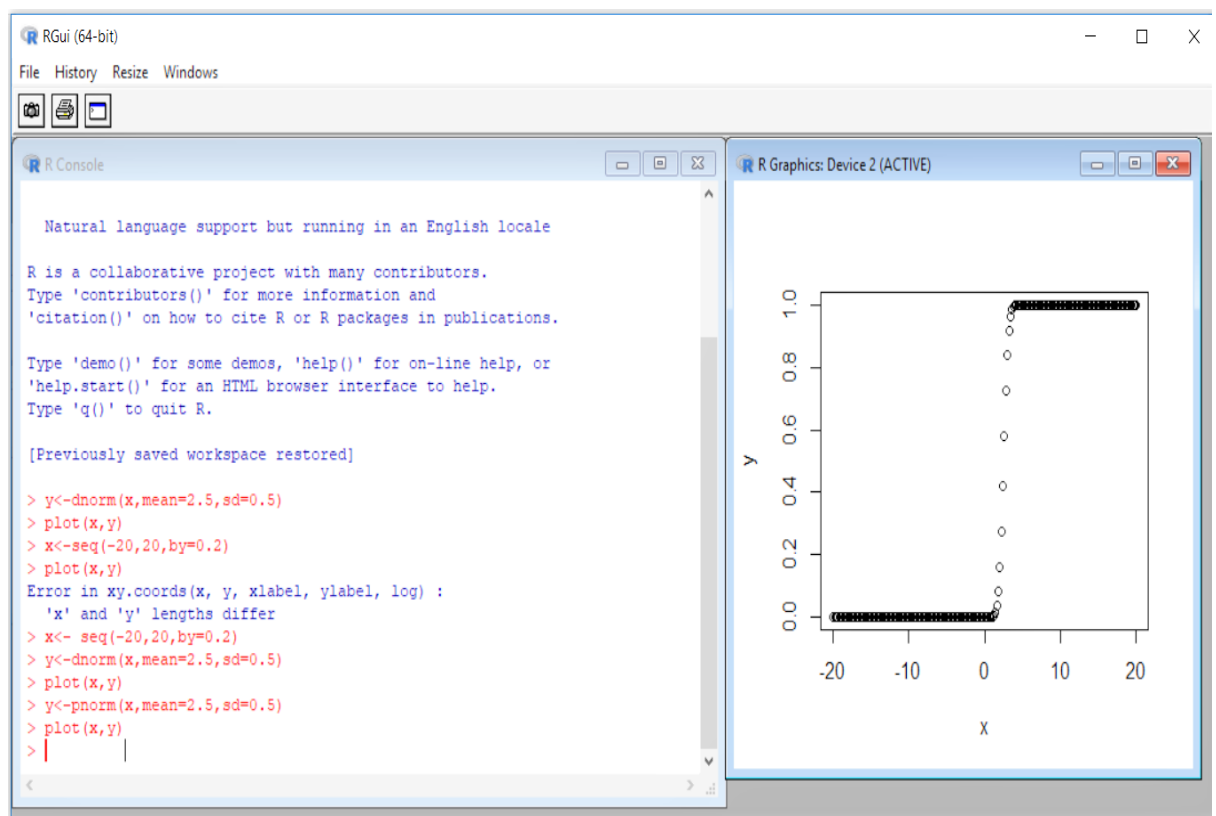 RGui (64-bit)
File History Resize Windows
R Console
Natural language support but running in an English locale
R is a collaborative project with many contributors.
Type 'contributors()' for more information and
'citation()' on how to cite R or R packages in publications.
Type 'demo()' for some demos, 'help()' for on-line help, or
'help.start()' for an HTML browser interface to help.
Type 'q()' to quit R.
[Previously saved workspace restored]
> y<-dnorm(x,mean=2.5,sd=0.5)
> plot(x,y)
> x<-seq(-20,20,by=0.2)
> plot(x,y)
Error in xy.coords(x, y, xlabel, ylabel, log) :
'x' and 'y' lengths differ
> x<- seq(-20,20,by=0.2)
> y<-dnorm(x,mean=2.5,sd=0.5)
> plot(x,y)
> y<-pnorm(x,mean=2.5,sd=0.5)
> plot(x,y)
>
R Graphics: Device 2 (ACTIVE)
1.0
0.8
0.6
y
0.4
0.2
0.0
-20 -10 0 10 20
x